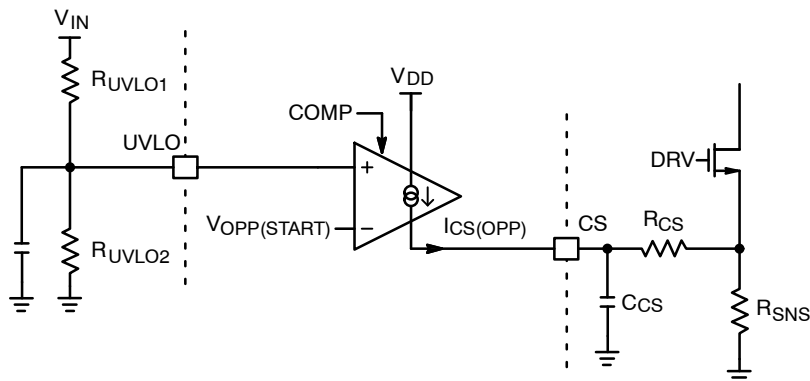 VIN
RUVLO1
UVLO
RUVLO2
COMP
VDD
+
VOPP(START)
−
ICS(OPP)
CS
RCS
CCS
DRV
RSNS